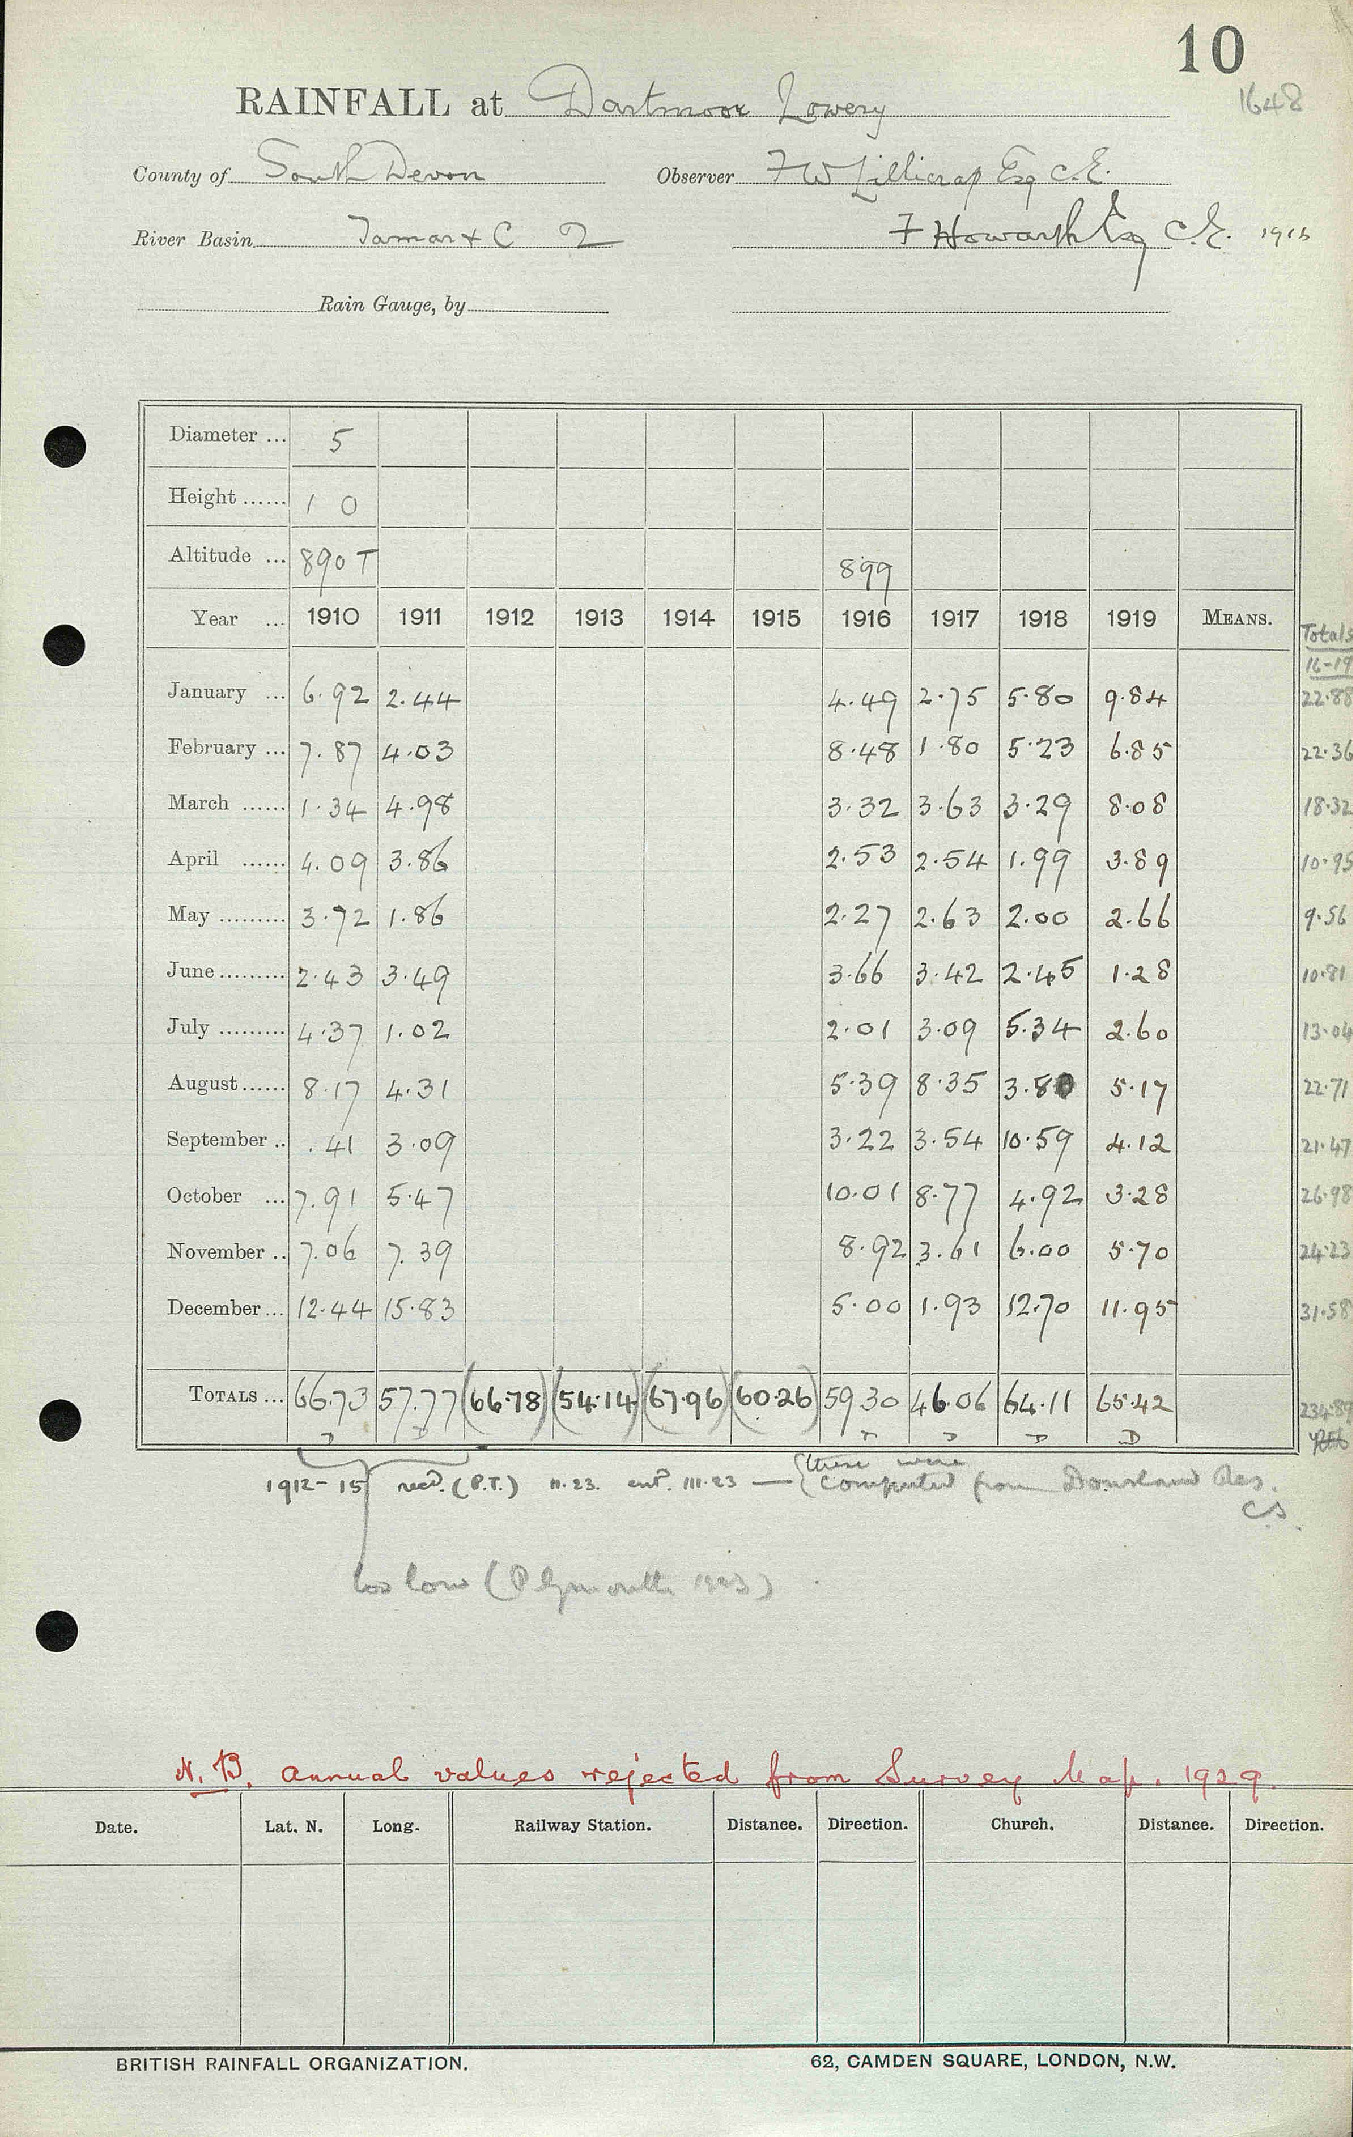 10
1648
RAINFALL at Dartmoor Lowery
County of South Devon Observer F W Lillicrap Esq C.E.
River Basin Tamar & C 2 F Howarth Esq C.E.
Rain Gauge, by
Diameter ... 5
Height ...... 1 0
Altitude ... 890 T 899
Year ... 1910 1911 1912 1913 1914 1915 1916 1917 1918 1919 MEANS. Totals
16-19
January ... 6.92 2.44 4.49 2.75 5.80 9.84 22.88
February ... 7.87 4.03 8.48 1.80 5.23 6.85 22.36
March ...... 1.34 4.98 3.32 3.63 3.29 8.08 18.32
April ...... 4.09 3.86 2.53 2.54 1.99 3.89 10.95
May ......... 3.72 1.86 2.27 2.63 2.00 2.66 9.56
June ......... 2.43 3.49 3.66 3.42 2.45 1.28 10.81
July ......... 4.37 1.02 2.01 3.09 5.34 2.60 13.04
August ...... 8.17 4.31 5.39 8.35 3.80 5.17 22.71
September .. .41 3.09 3.22 3.54 10.59 4.12 21.47
October ... 7.91 5.47 10.01 8.77 4.92 3.28 26.98
November .. 7.06 7.39 8.92 3.61 6.00 5.70 24.23
December ... 12.44 15.83 5.00 1.93 12.70 11.95 31.58
TOTALS ... 66.73 57.77 (66.78) (54.14) (67.96) (60.26) 59.30 46.06 64.11 65.42 234.89
these were
1912-15 recd. (P.T.) II.23. entd. III.23 — computed from Dousland Res.
C.S.
too low (Plymouth 1923)
N.B. Annual values rejected from Survey Map. 1929.
Date. Lat. N. Long. Railway Station. Distance. Direction. Church. Distance. Direction.
BRITISH RAINFALL ORGANIZATION. 62, CAMDEN SQUARE, LONDON, N.W.